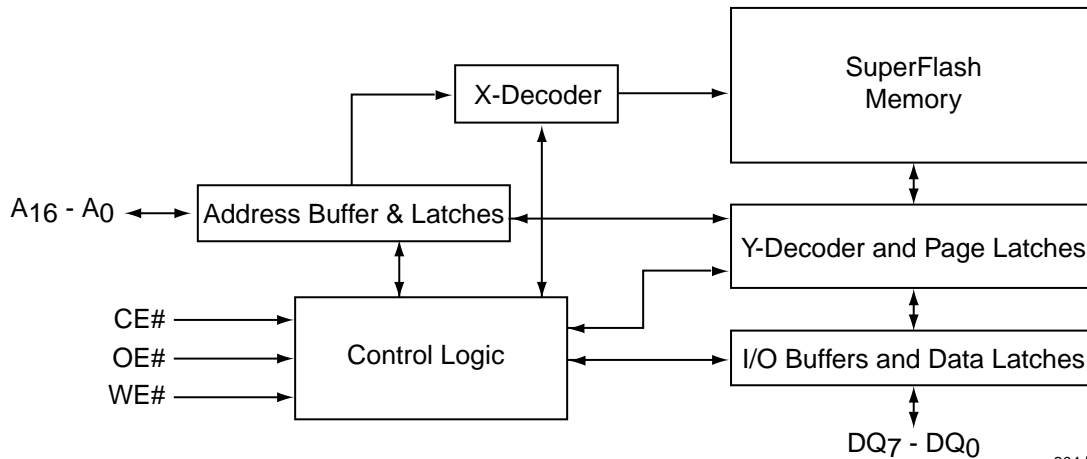 SuperFlash
Memory
X-Decoder
A16 - A0
Address Buffer & Latches
Y-Decoder and Page Latches
CE#
OE#
WE#
Control Logic
I/O Buffers and Data Latches
DQ7 - DQ0